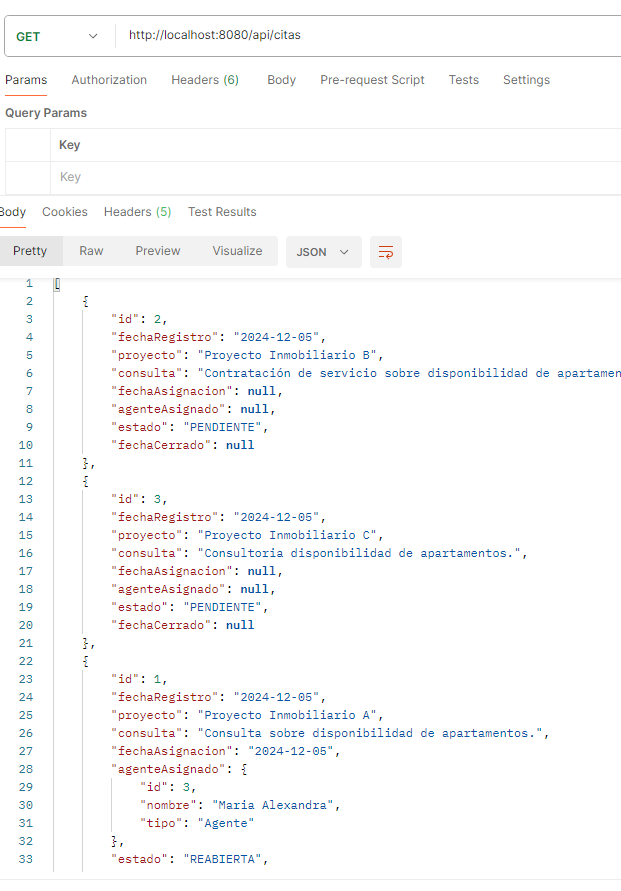 GET http://localhost:8080/api/citas
Params Authorization Headers (6) Body Pre-request Script Tests Settings
Query Params
Key
Key
Body Cookies Headers (5) Test Results
Pretty Raw Preview Visualize JSON
1 [
2 {
3 "id": 2,
4 "fechaRegistro": "2024-12-05",
5 "proyecto": "Proyecto Inmobiliario B",
6 "consulta": "Contratación de servicio sobre disponibilidad de apartamen
7 "fechaAsignacion": null,
8 "agenteAsignado": null,
9 "estado": "PENDIENTE",
10 "fechaCerrado": null
11 },
12 {
13 "id": 3,
14 "fechaRegistro": "2024-12-05",
15 "proyecto": "Proyecto Inmobiliario C",
16 "consulta": "Consultoria disponibilidad de apartamentos.",
17 "fechaAsignacion": null,
18 "agenteAsignado": null,
19 "estado": "PENDIENTE",
20 "fechaCerrado": null
21 },
22 {
23 "id": 1,
24 "fechaRegistro": "2024-12-05",
25 "proyecto": "Proyecto Inmobiliario A",
26 "consulta": "Consulta sobre disponibilidad de apartamentos.",
27 "fechaAsignacion": "2024-12-05",
28 "agenteAsignado": {
29 "id": 3,
30 "nombre": "Maria Alexandra",
31 "tipo": "Agente"
32 },
33 "estado": "REABIERTA",